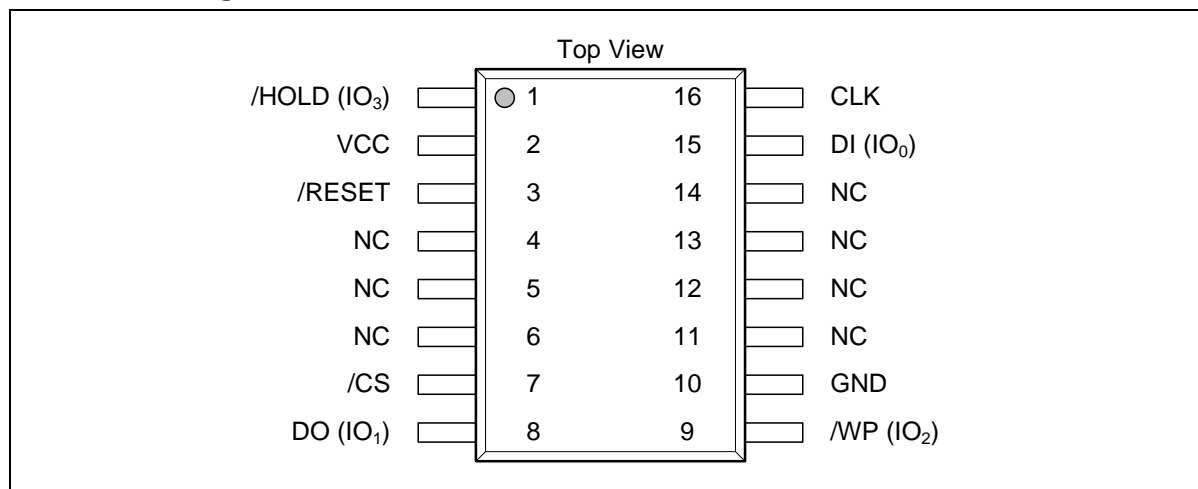 Top View
/HOLD (IO₃) 1 16 CLK
VCC 2 15 DI (IO₀)
/RESET 3 14 NC
NC 4 13 NC
NC 5 12 NC
NC 6 11 NC
/CS 7 10 GND
DO (IO₁) 8 9 /WP (IO₂)